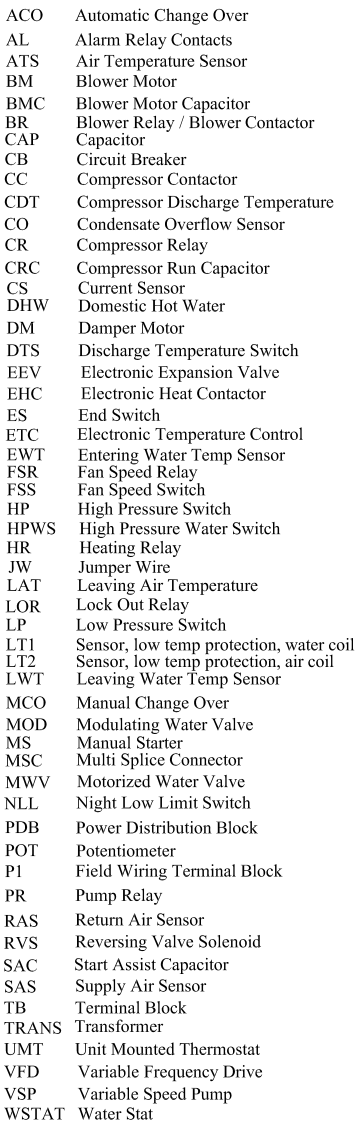 ACO Automatic Change Over
AL Alarm Relay Contacts
ATS Air Temperature Sensor
BM Blower Motor
BMC Blower Motor Capacitor
BR Blower Relay / Blower Contactor
CAP Capacitor
CB Circuit Breaker
CC Compressor Contactor
CDT Compressor Discharge Temperature
CO Condensate Overflow Sensor
CR Compressor Relay
CRC Compressor Run Capacitor
CS Current Sensor
DHW Domestic Hot Water
DM Damper Motor
DTS Discharge Temperature Switch
EEV Electronic Expansion Valve
EHC Electronic Heat Contactor
ES End Switch
ETC Electronic Temperature Control
EWT Entering Water Temp Sensor
FSR Fan Speed Relay
FSS Fan Speed Switch
HP High Pressure Switch
HPWS High Pressure Water Switch
HR Heating Relay
JW Jumper Wire
LAT Leaving Air Temperature
LOR Lock Out Relay
LP Low Pressure Switch
LT1 Sensor, low temp protection, water coil
LT2 Sensor, low temp protection, air coil
LWT Leaving Water Temp Sensor
MCO Manual Change Over
MOD Modulating Water Valve
MS Manual Starter
MSC Multi Splice Connector
MWV Motorized Water Valve
NLL Night Low Limit Switch
PDB Power Distribution Block
POT Potentiometer
P1 Field Wiring Terminal Block
PR Pump Relay
RAS Return Air Sensor
RVS Reversing Valve Solenoid
SAC Start Assist Capacitor
SAS Supply Air Sensor
TB Terminal Block
TRANS Transformer
UMT Unit Mounted Thermostat
VFD Variable Frequency Drive
VSP Variable Speed Pump
WSTAT Water Stat